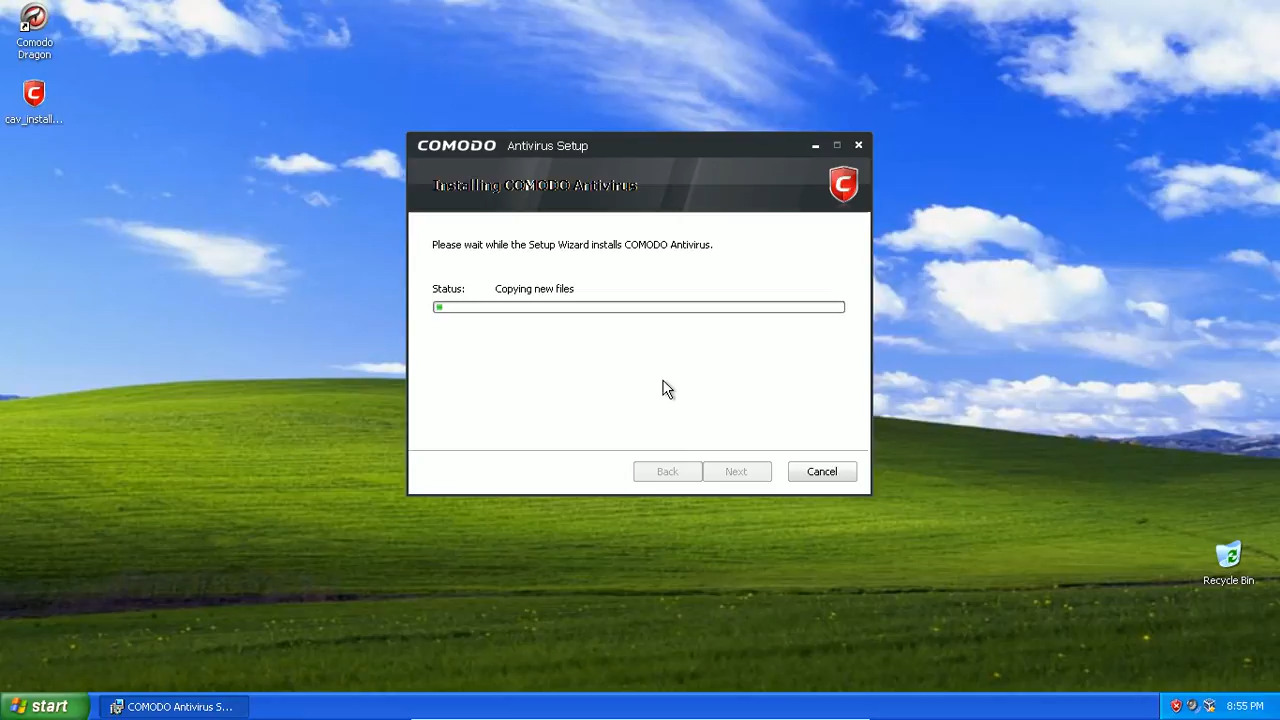 Comodo
Dragon
cav_install...
COMODO Antivirus Setup
Installing COMODO Antivirus
Please wait while the Setup Wizard installs COMODO Antivirus.
Status: Copying new files
Back Next Cancel
Recycle Bin
start
COMODO Antivirus S...
8:55 PM